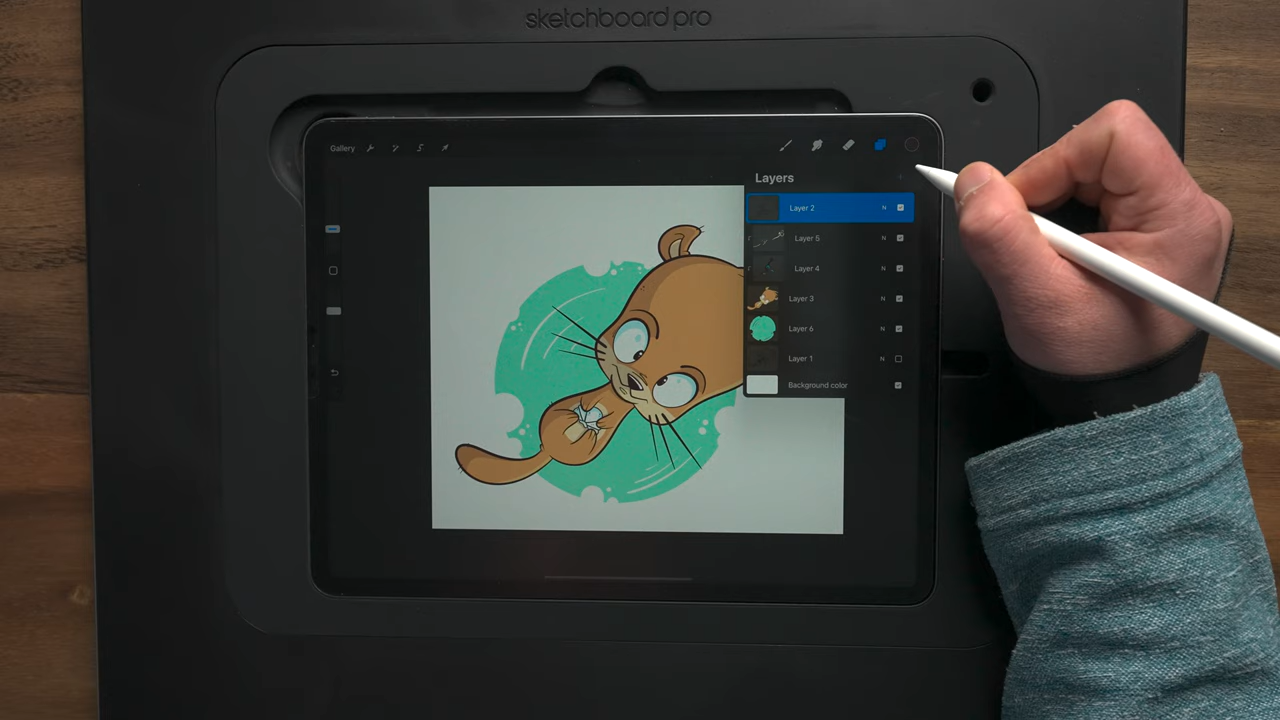 sketchboard pro
Gallery
Layers
Layer 2 N
Layer 5 N
Layer 4 N
Layer 3 N
Layer 6 N
Layer 1 N
Background color